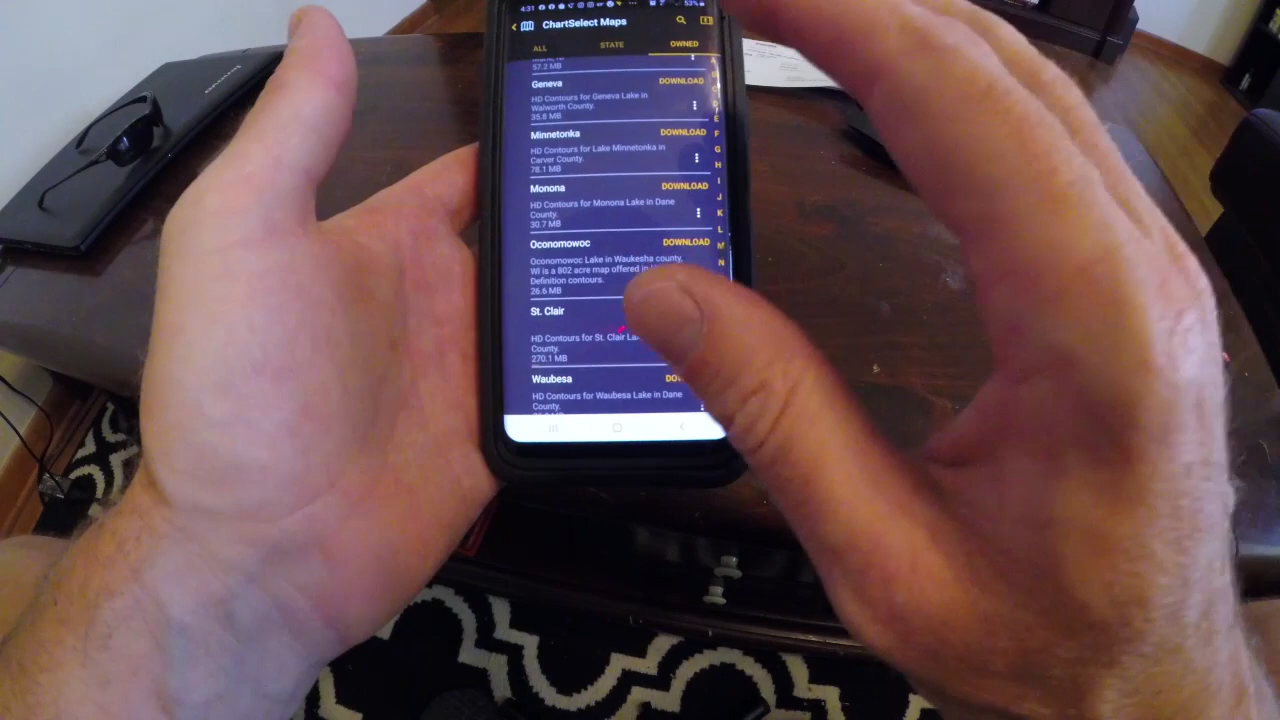 4:31
53%
ChartSelect Maps
ALL STATE OWNED
57.2 MB
Geneva DOWNLOAD
HD Contours for Geneva Lake in
Walworth County.
35.8 MB
Minnetonka DOWNLOAD
HD Contours for Lake Minnetonka in
Carver County.
78.1 MB
Monona DOWNLOAD
HD Contours for Monona Lake in Dane
County.
30.7 MB
Oconomowoc DOWNLOAD
Oconomowoc Lake in Waukesha county,
WI is a 802 acre map offered in
Definition contours.
26.6 MB
St. Clair
HD Contours for St. Clair
County.
270.1 MB
Waubesa
HD Contours for Waubesa Lake in Dane
County.
E
F
G
H
I
J
K
L
M
N
lenovo